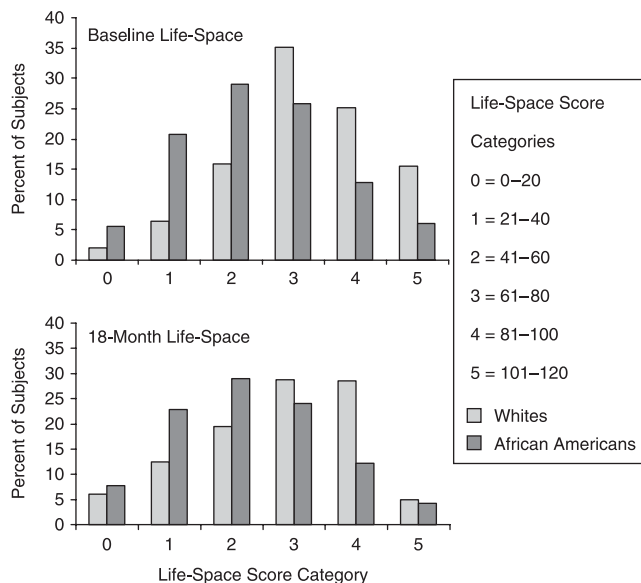 Baseline Life-Space
Percent of Subjects
40
35
30
25
20
15
10
5
0
0 1 2 3 4 5
18-Month Life-Space
Percent of Subjects
40
35
30
25
20
15
10
5
0
0 1 2 3 4 5
Life-Space Score Category
Life-Space Score
Categories
0 = 0–20
1 = 21–40
2 = 41–60
3 = 61–80
4 = 81–100
5 = 101–120
Whites
African Americans